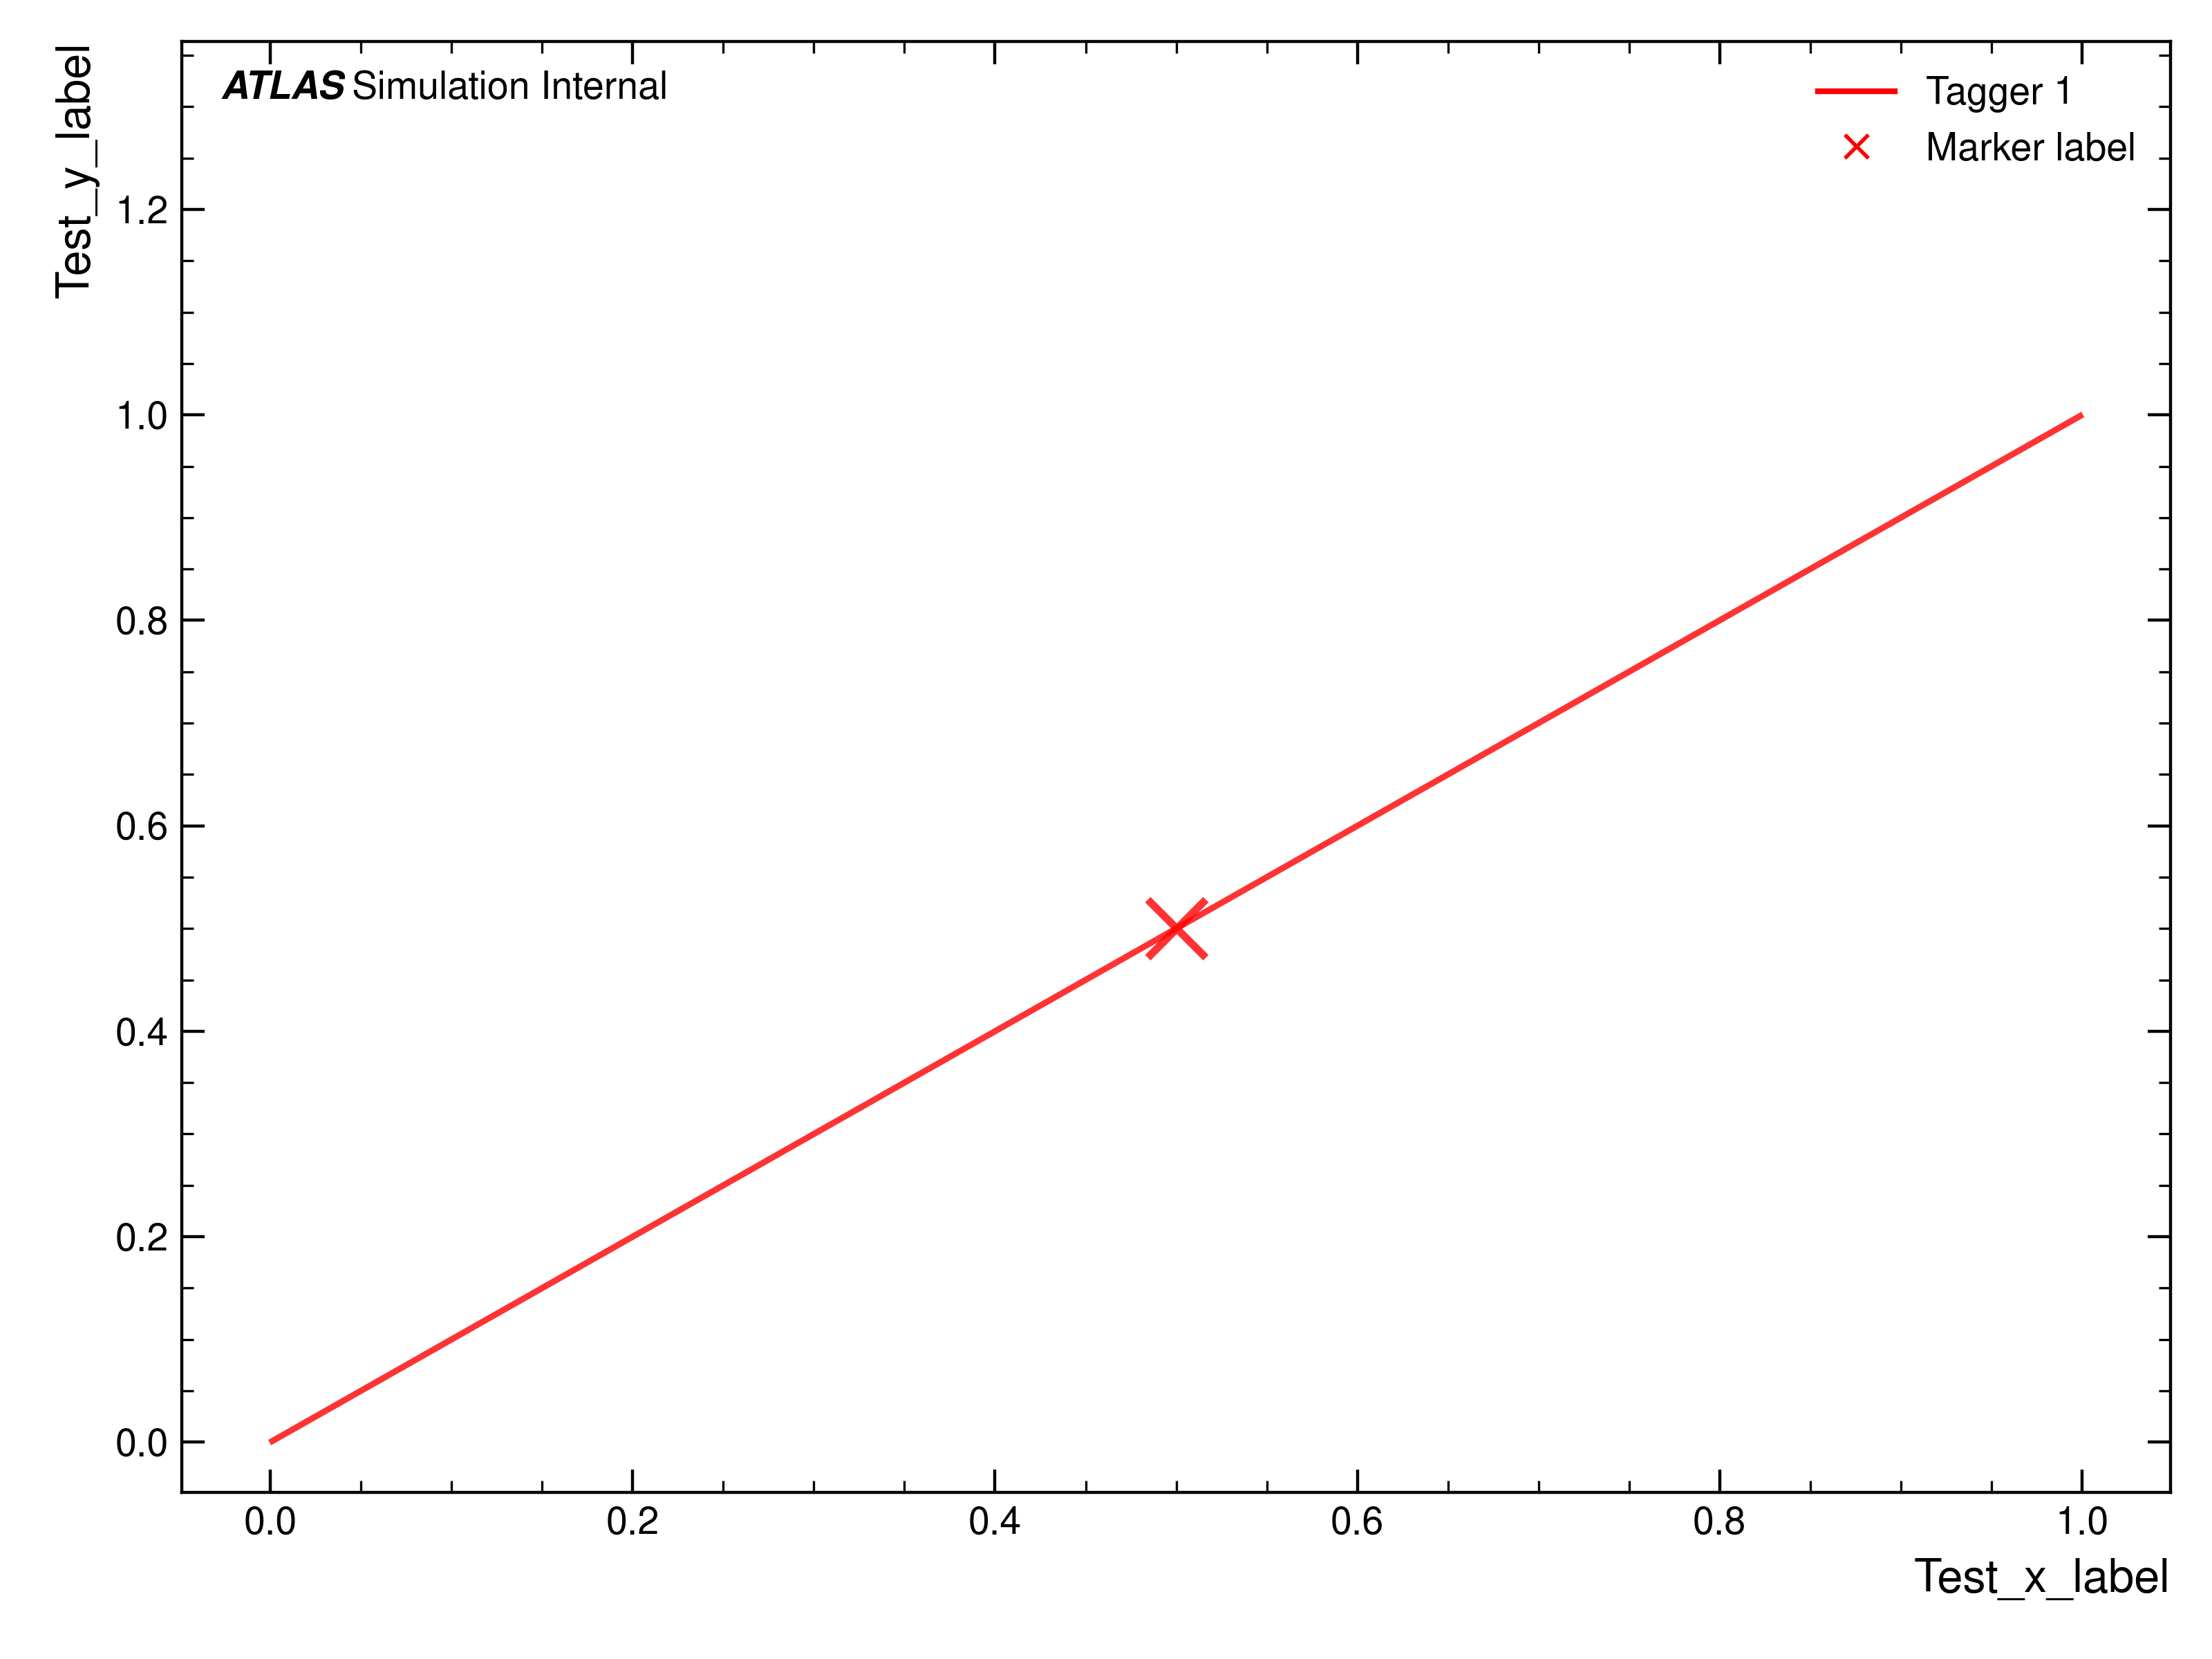 ATLAS Simulation Internal
Tagger 1
Marker label
Test_y_label
1.2
1.0
0.8
0.6
0.4
0.2
0.0
0.0 0.2 0.4 0.6 0.8 1.0
Test_x_label